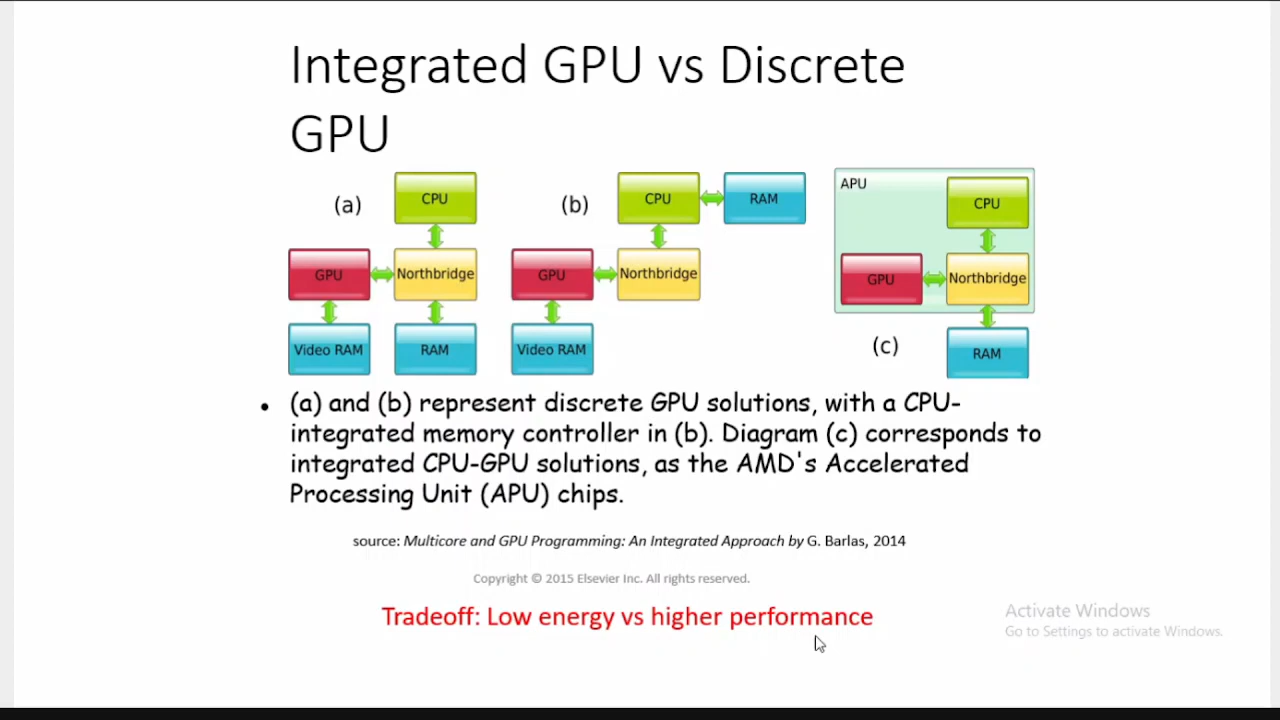 Integrated GPU vs Discrete
GPU
(a)
CPU
GPU
Northbridge
Video RAM
RAM
(b)
CPU
RAM
GPU
Northbridge
Video RAM
APU
CPU
GPU
Northbridge
(c)
RAM
• (a) and (b) represent discrete GPU solutions, with a CPU-
integrated memory controller in (b). Diagram (c) corresponds to
integrated CPU-GPU solutions, as the AMD's Accelerated
Processing Unit (APU) chips.
source: Multicore and GPU Programming: An Integrated Approach by G. Barlas, 2014
Copyright © 2015 Elsevier Inc. All rights reserved.
Tradeoff: Low energy vs higher performance
Activate Windows
Go to Settings to activate Windows.